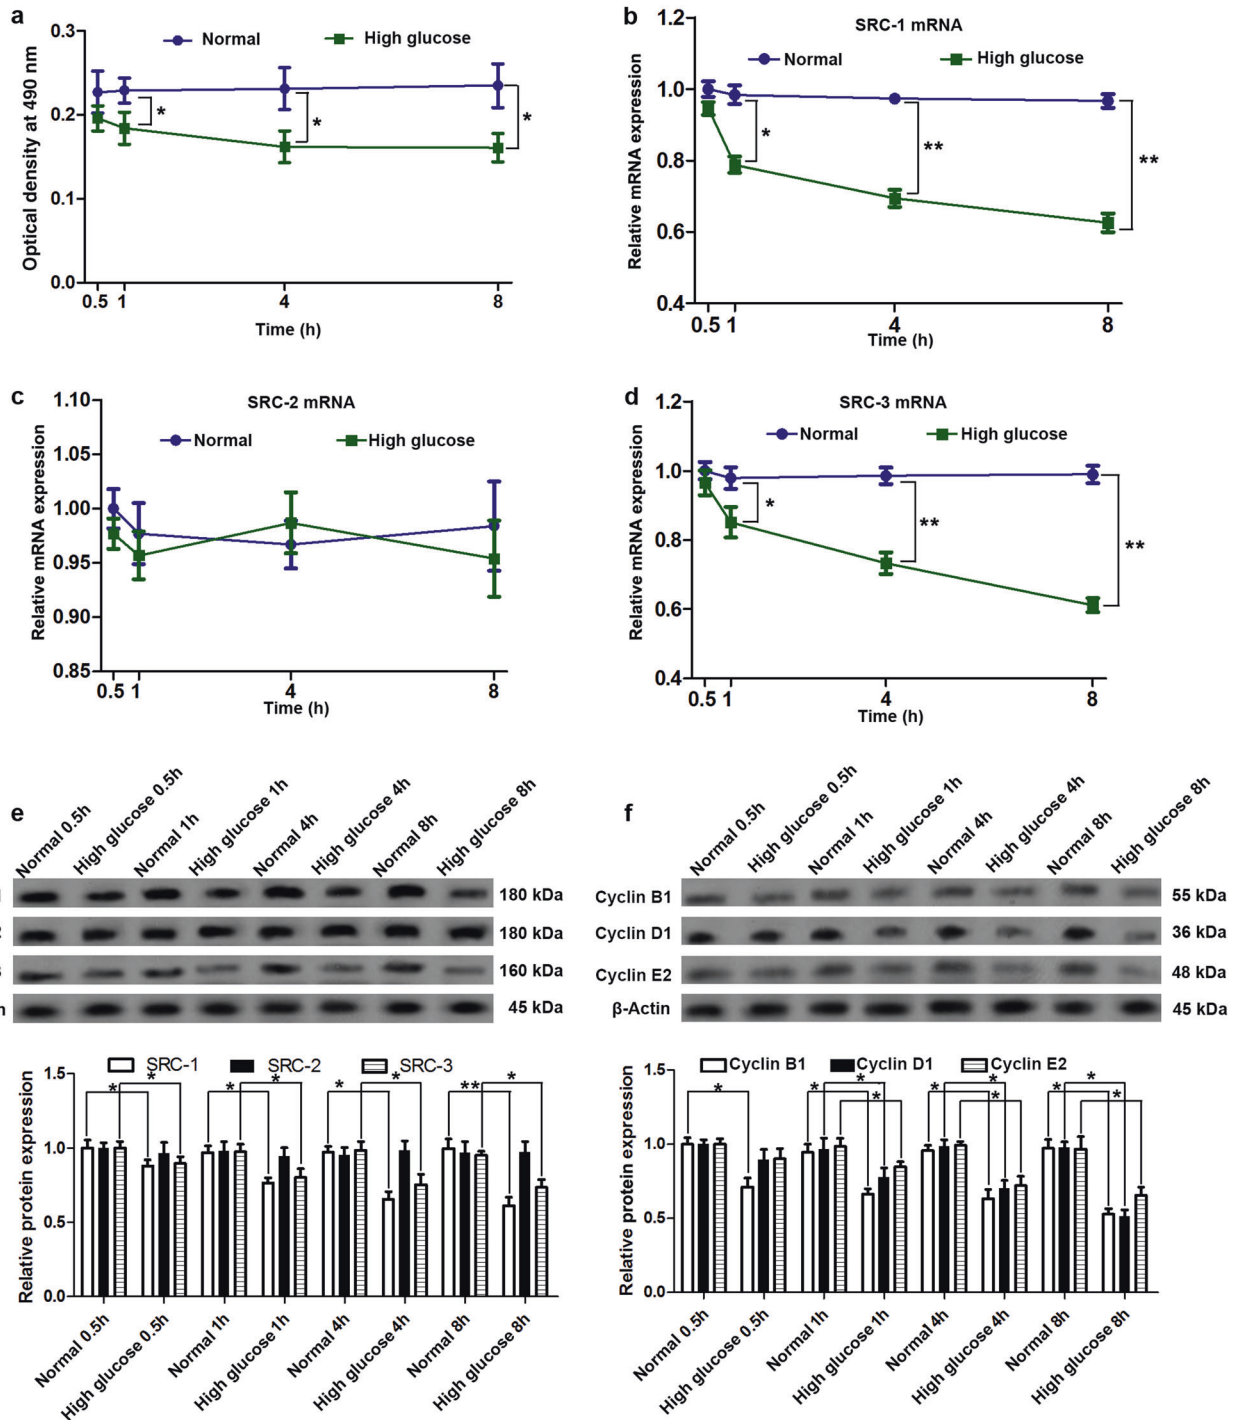 a
Optical density at 490 nm
0.3
0.2
0.1
0.0
Normal
High glucose
*
*
*
0.5 1 4 8
Time (h)
b
SRC-1 mRNA
Relative mRNA expression
1.2
1.0
0.8
0.6
0.4
Normal
High glucose
*
**
**
0.5 1 4 8
Time (h)
c
SRC-2 mRNA
Relative mRNA expression
1.10
1.05
1.00
0.95
0.90
0.85
Normal
High glucose
0.5 1 4 8
Time (h)
d
SRC-3 mRNA
Relative mRNA expression
1.2
1.0
0.8
0.6
0.4
Normal
High glucose
*
**
**
0.5 1 4 8
Time (h)
e
Normal 0.5h
High glucose 0.5h
Normal 1h
High glucose 1h
Normal 4h
High glucose 4h
Normal 8h
High glucose 8h
180 kDa
180 kDa
160 kDa
45 kDa
SRC-1 SRC-2 SRC-3
Relative protein expression
1.5
1.0
0.5
0.0
* * * * * * ** *
Normal 0.5h
High glucose 0.5h
Normal 1h
High glucose 1h
Normal 4h
High glucose 4h
Normal 8h
High glucose 8h
f
Normal 0.5h
High glucose 0.5h
Normal 1h
High glucose 1h
Normal 4h
High glucose 4h
Normal 8h
High glucose 8h
Cyclin B1 55 kDa
Cyclin D1 36 kDa
Cyclin E2 48 kDa
β-Actin 45 kDa
Cyclin B1 Cyclin D1 Cyclin E2
Relative protein expression
1.5
1.0
0.5
0.0
* * * * * * * * * *
Normal 0.5h
High glucose 0.5h
Normal 1h
High glucose 1h
Normal 4h
High glucose 4h
Normal 8h
High glucose 8h